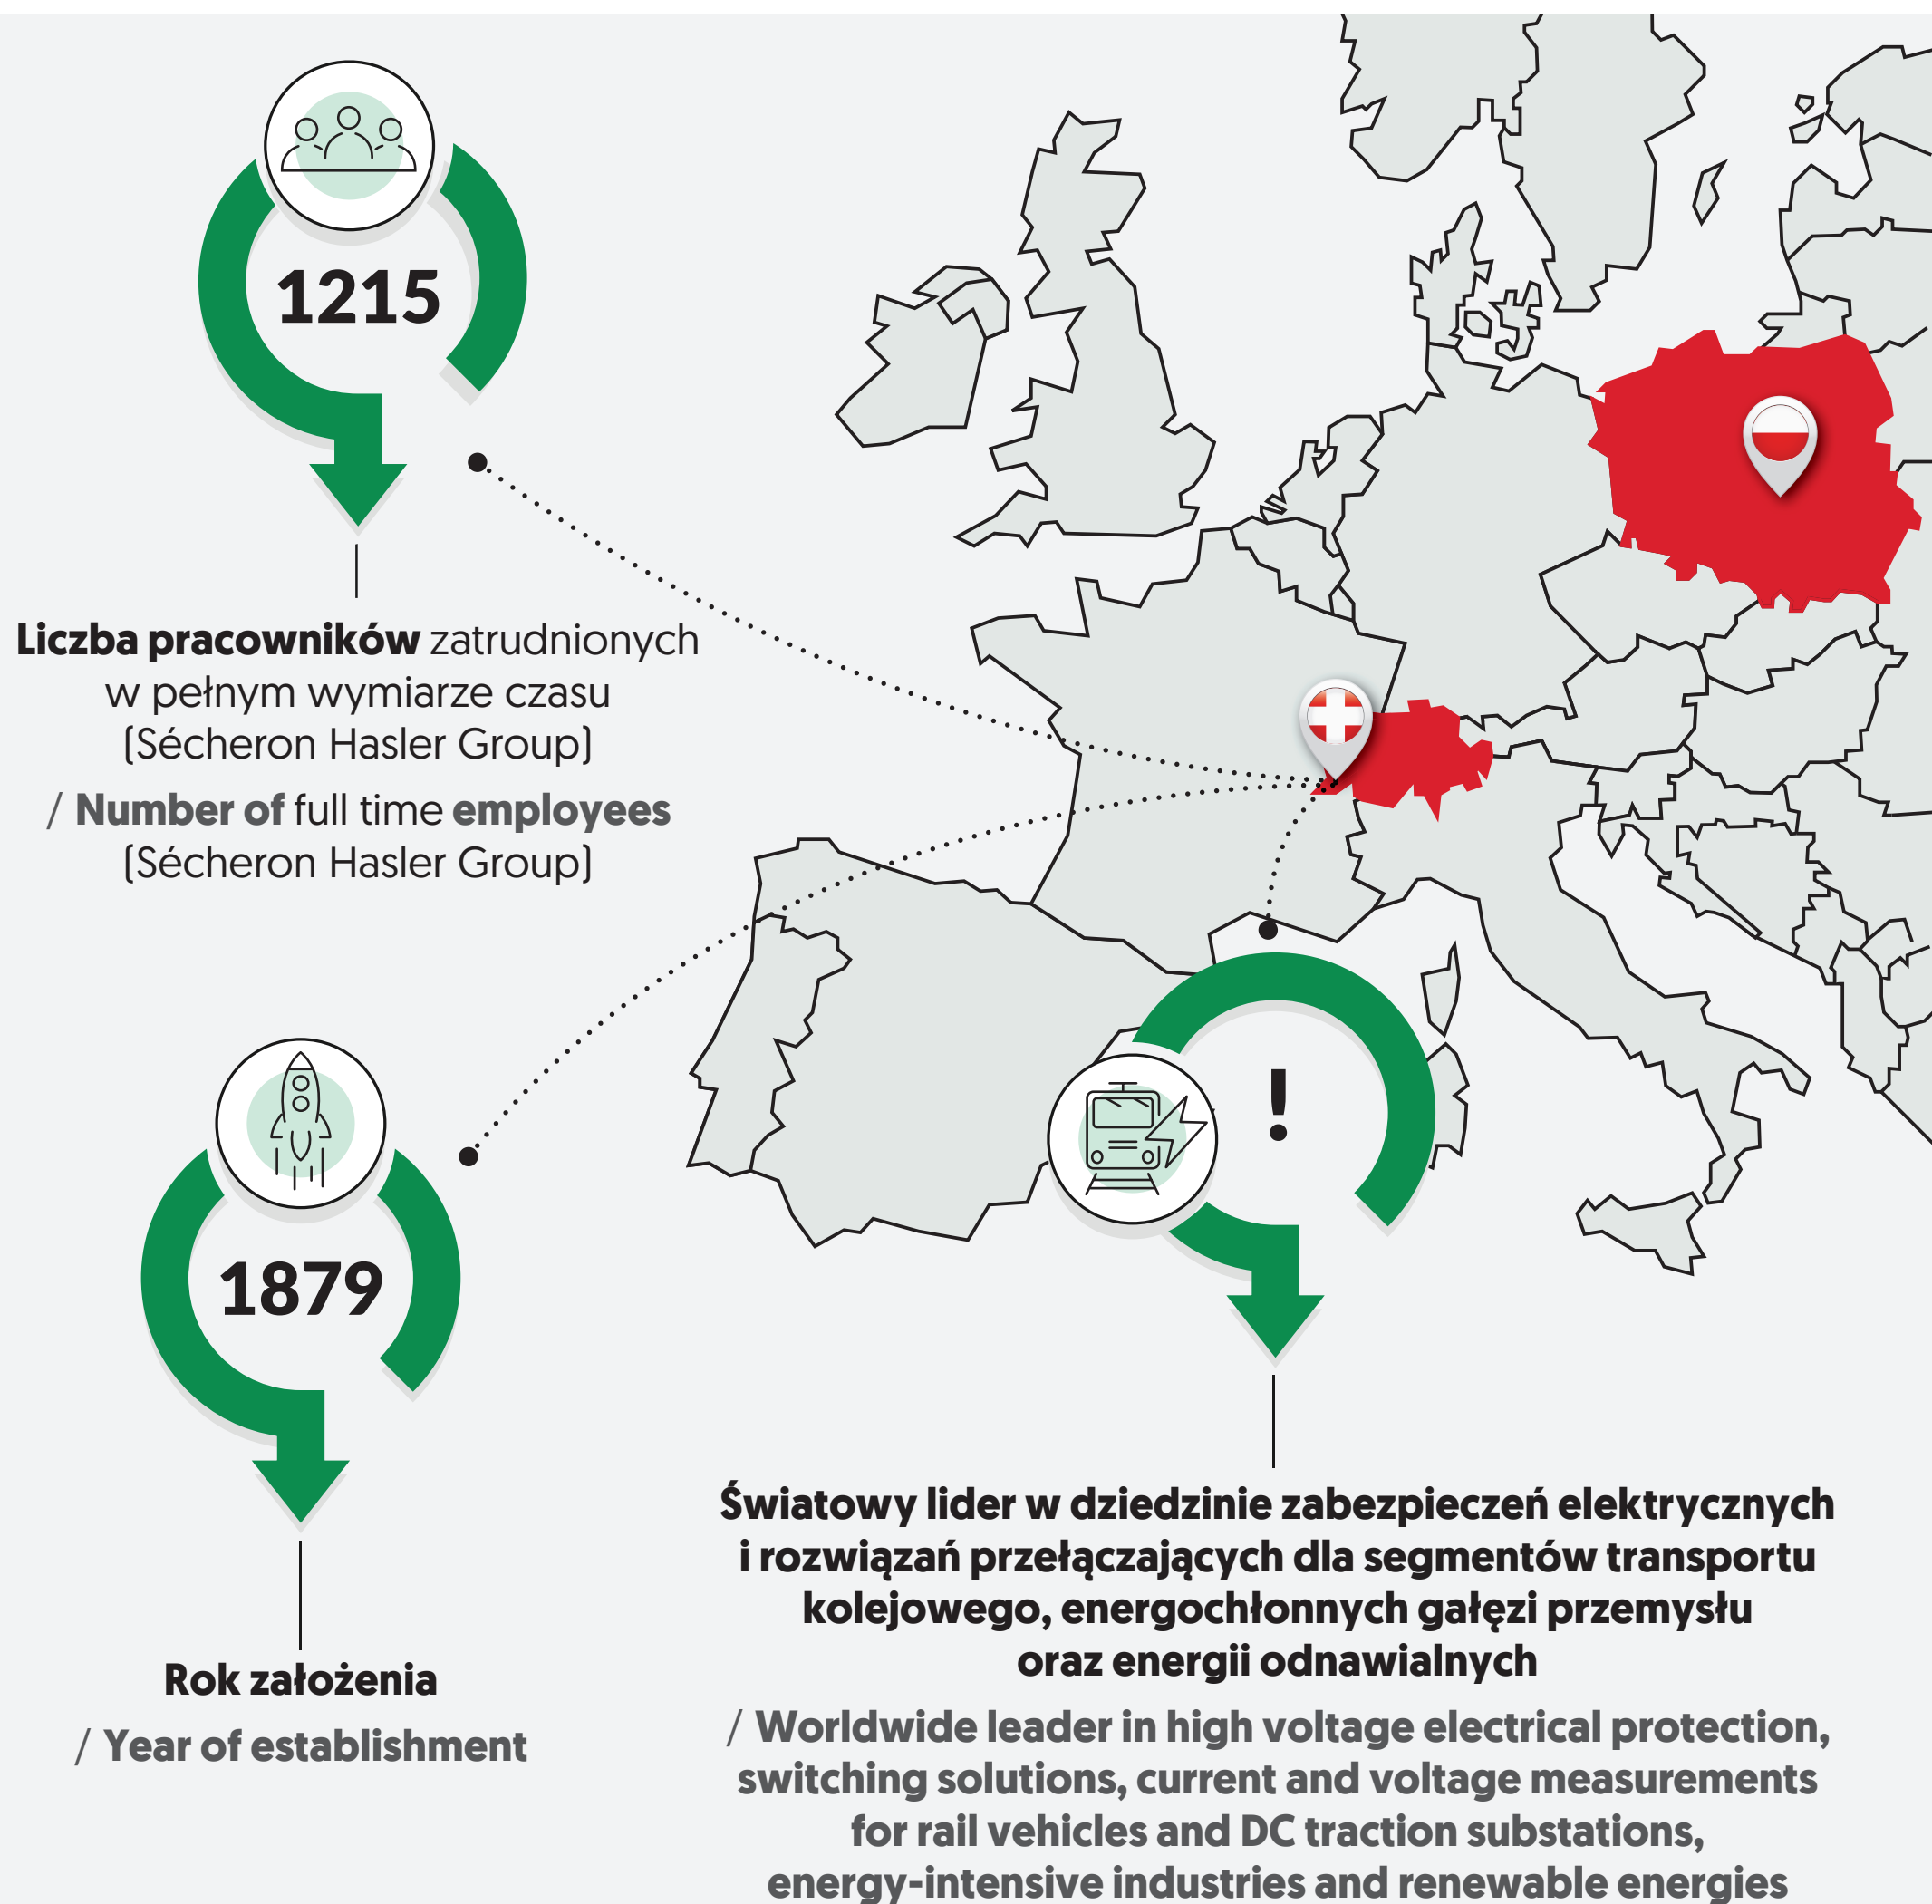 1215
Liczba pracowników zatrudnionych
w pełnym wymiarze czasu
(Sécheron Hasler Group)
/ Number of full time employees
(Sécheron Hasler Group)
!
1879
Rok założenia
/ Year of establishment
Światowy lider w dziedzinie zabezpieczeń elektrycznych
i rozwiązań przełączających dla segmentów transportu
kolejowego, energochłonnych gałęzi przemysłu
oraz energii odnawialnych
/ Worldwide leader in high voltage electrical protection,
switching solutions, current and voltage measurements
for rail vehicles and DC traction substations,
energy-intensive industries and renewable energies